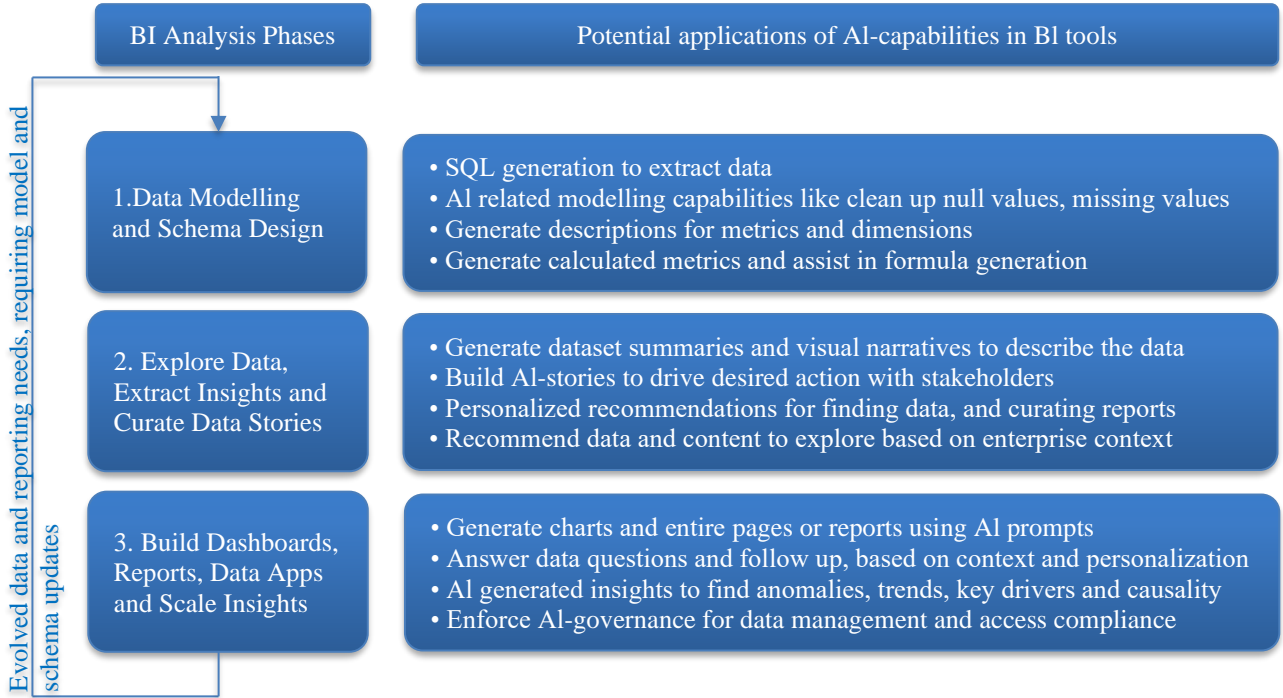 BI Analysis Phases
Potential applications of Al-capabilities in Bl tools
Evolved data and reporting needs, requiring model and
schema updates
1.Data Modelling
and Schema Design
• SQL generation to extract data
• Al related modelling capabilities like clean up null values, missing values
• Generate descriptions for metrics and dimensions
• Generate calculated metrics and assist in formula generation
2. Explore Data,
Extract Insights and
Curate Data Stories
• Generate dataset summaries and visual narratives to describe the data
• Build Al-stories to drive desired action with stakeholders
• Personalized recommendations for finding data, and curating reports
• Recommend data and content to explore based on enterprise context
3. Build Dashboards,
Reports, Data Apps
and Scale Insights
• Generate charts and entire pages or reports using Al prompts
• Answer data questions and follow up, based on context and personalization
• Al generated insights to find anomalies, trends, key drivers and causality
• Enforce Al-governance for data management and access compliance